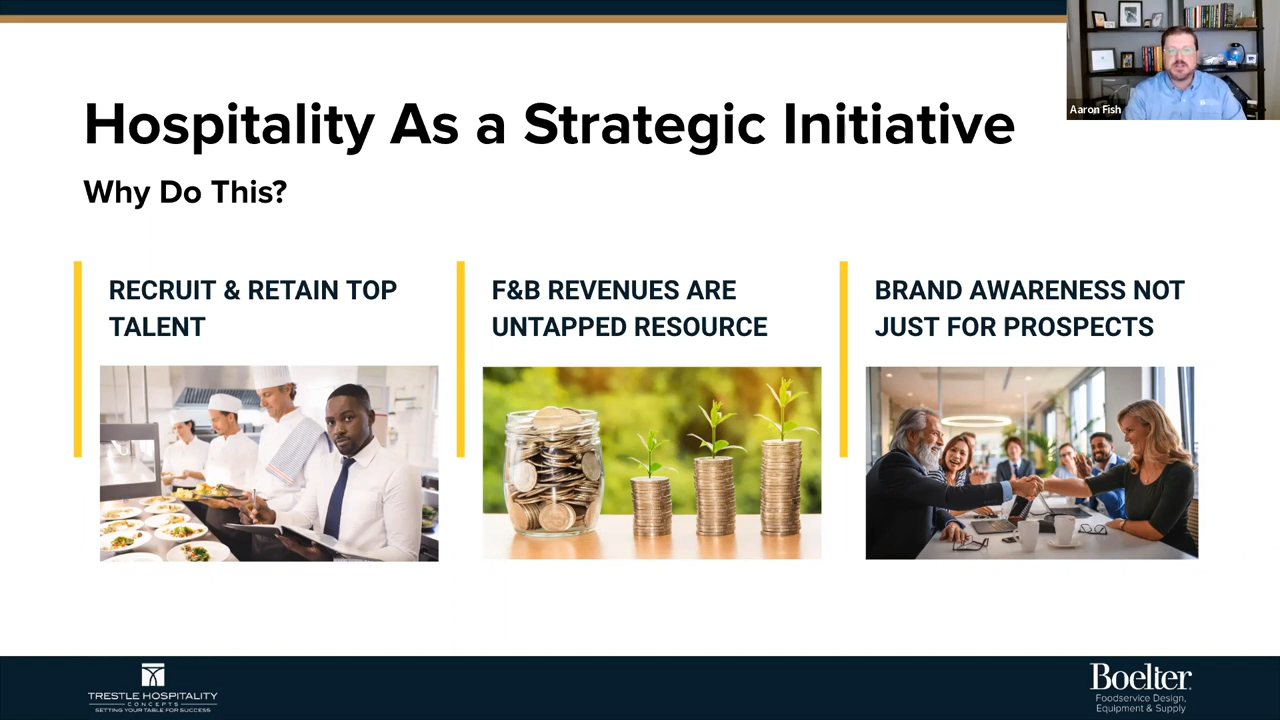 Aaron Fish
Hospitality As a Strategic Initiative
Why Do This?
RECRUIT & RETAIN TOP
TALENT
F&B REVENUES ARE
UNTAPPED RESOURCE
BRAND AWARENESS NOT
JUST FOR PROSPECTS
TRESTLE HOSPITALITY
CONCEPTS
SETTING YOUR TABLE FOR SUCCESS
Boelter
Foodservice Design,
Equipment & Supply